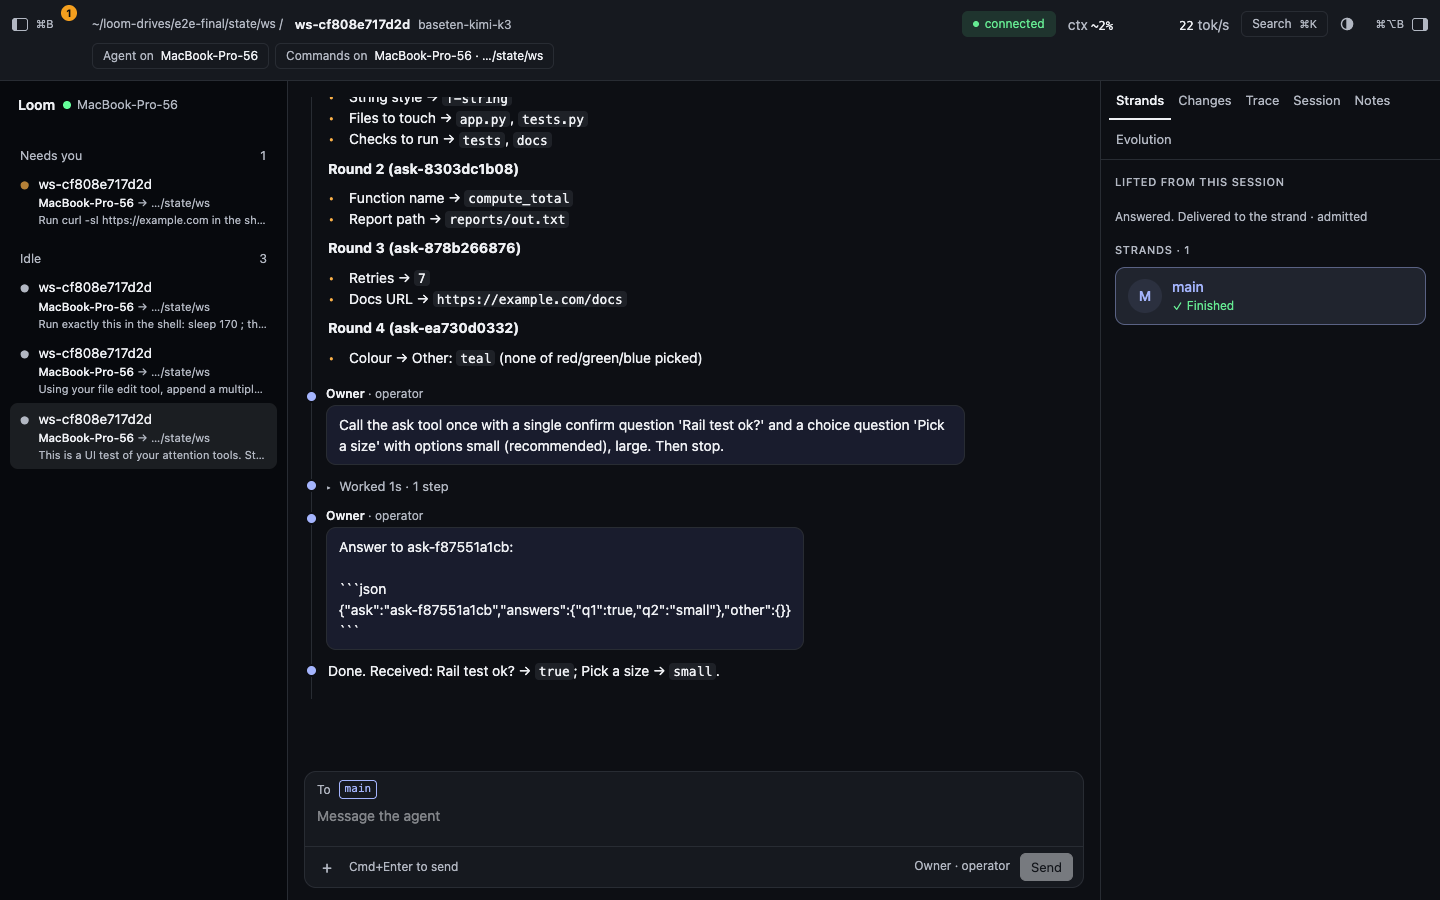 ⌘B
1
~/loom-drives/e2e-final/state/ws / ws-cf808e717d2d baseten-kimi-k3
connected
ctx ~2%
22 tok/s
Search ⌘K
⌘⌥B
Agent on MacBook-Pro-56
Commands on MacBook-Pro-56 · …/state/ws
Loom MacBook-Pro-56
Needs you 1
ws-cf808e717d2d
MacBook-Pro-56 → …/state/ws
Run curl -sI https://example.com in the sh…
Idle 3
ws-cf808e717d2d
MacBook-Pro-56 → …/state/ws
Run exactly this in the shell: sleep 170 ; th…
ws-cf808e717d2d
MacBook-Pro-56 → …/state/ws
Using your file edit tool, append a multipl…
ws-cf808e717d2d
MacBook-Pro-56 → …/state/ws
This is a UI test of your attention tools. St…
String style → f-string
Files to touch → app.py, tests.py
Checks to run → tests, docs
Round 2 (ask-8303dc1b08)
Function name → compute_total
Report path → reports/out.txt
Round 3 (ask-878b266876)
Retries → 7
Docs URL → https://example.com/docs
Round 4 (ask-ea730d0332)
Colour → Other: teal (none of red/green/blue picked)
Owner · operator
Call the ask tool once with a single confirm question 'Rail test ok?' and a choice question 'Pick
a size' with options small (recommended), large. Then stop.
Worked 1s · 1 step
Owner · operator
Answer to ask-f87551a1cb:
```json
{"ask":"ask-f87551a1cb","answers":{"q1":true,"q2":"small"},"other":{}}
```
Done. Received: Rail test ok? → true; Pick a size → small.
To main
Message the agent
+ Cmd+Enter to send
Owner · operator
Send
Strands Changes Trace Session Notes
Evolution
LIFTED FROM THIS SESSION
Answered. Delivered to the strand · admitted
STRANDS · 1
M
main
✓ Finished